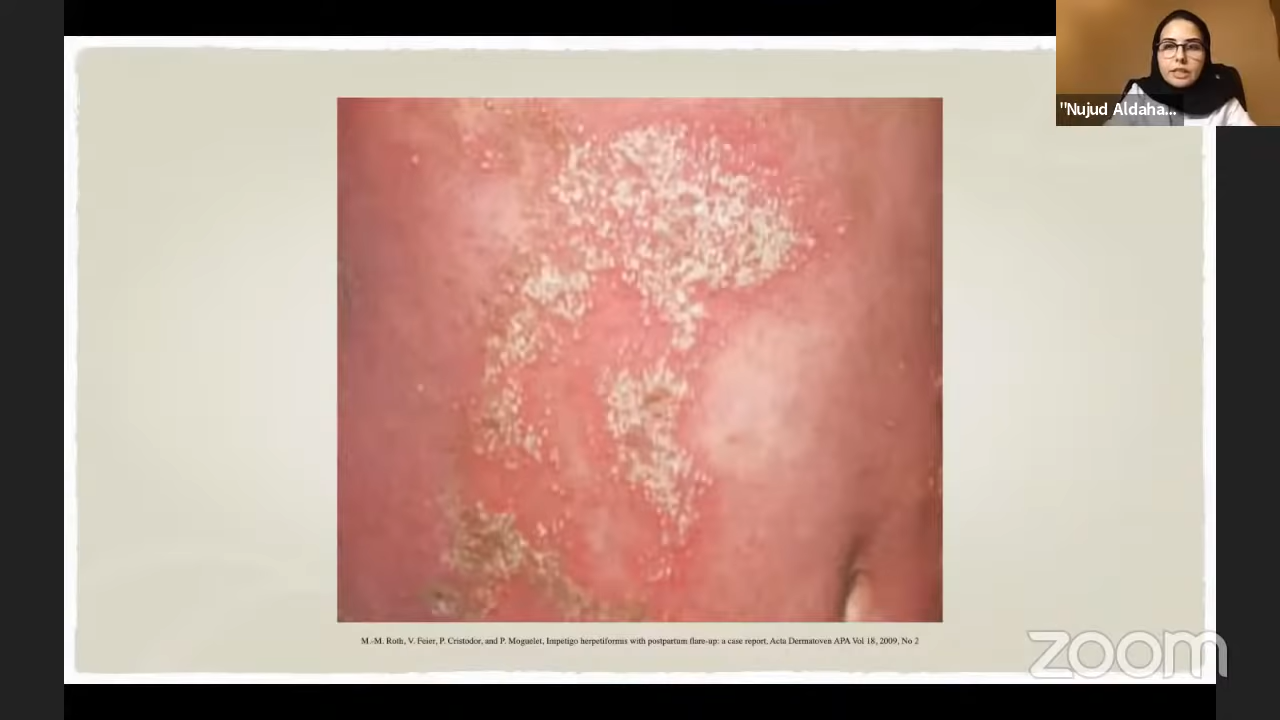 "Nujud Aldaha...
M.-M. Roth, V. Feier, P. Cristodor, and P. Moguelet, Impetigo herpetiformis with postpartum flare-up: a case report, Acta Dermatoven APA Vol 18, 2009, No 2
zoom